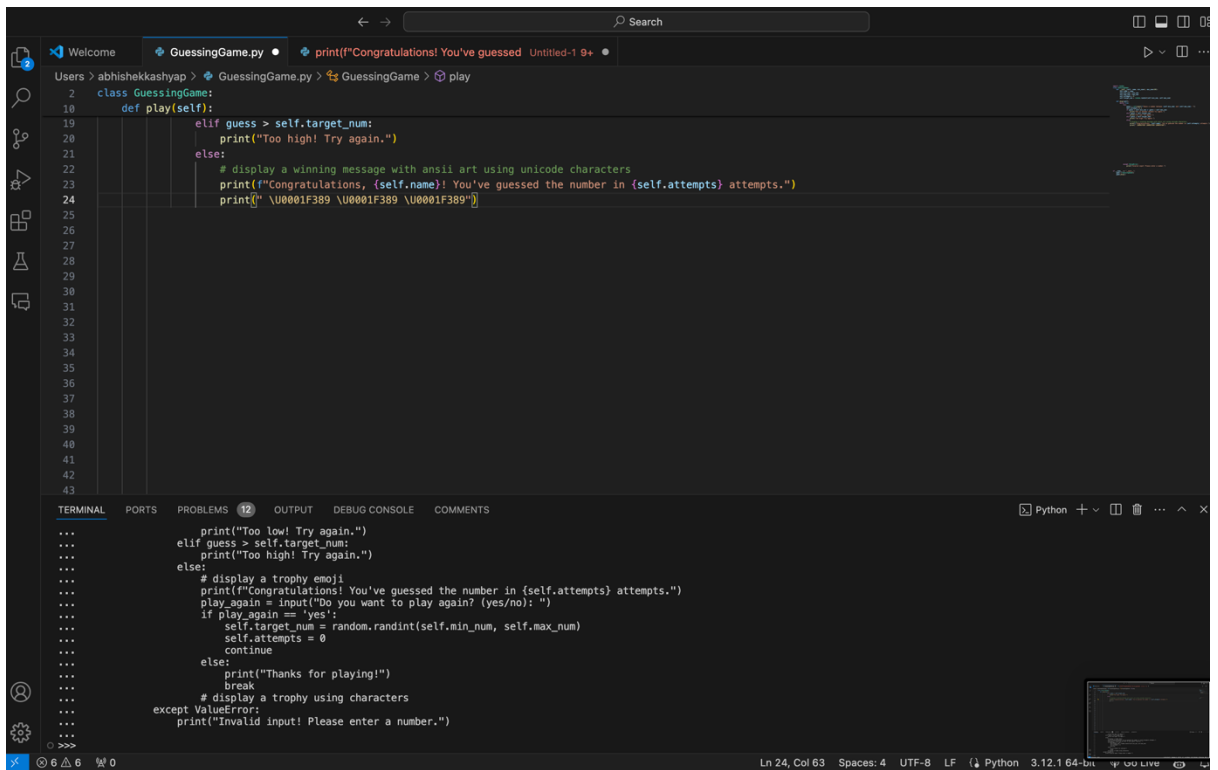 Search
Welcome GuessingGame.py print(f"Congratulations! You've guessed Untitled-1 9+
Users > abhishekkashyap > GuessingGame.py > GuessingGame > play
2 class GuessingGame:
10 def play(self):
19 elif guess > self.target_num:
20 print("Too high! Try again.")
21 else:
22 # display a winning message with ansii art using unicode characters
23 print(f"Congratulations, {self.name}! You've guessed the number in {self.attempts} attempts.")
24 print(" \U0001F389 \U0001F389 \U0001F389")
25
26
27
28
29
30
31
32
33
34
35
36
37
38
39
40
41
42
43
TERMINAL PORTS PROBLEMS 12 OUTPUT DEBUG CONSOLE COMMENTS Python
... print("Too low! Try again.")
... elif guess > self.target_num:
... print("Too high! Try again.")
... else:
... # display a trophy emoji
... print(f"Congratulations! You've guessed the number in {self.attempts} attempts.")
... play_again = input("Do you want to play again? (yes/no): ")
... if play_again == 'yes':
... self.target_num = random.randint(self.min_num, self.max_num)
... self.attempts = 0
... continue
... else:
... print("Thanks for playing!")
... break
... # display a trophy using characters
... except ValueError:
... print("Invalid input! Please enter a number.")
...
>>>
6 6 0 Ln 24, Col 63 Spaces: 4 UTF-8 LF Python 3.12.1 64-bit Go Live